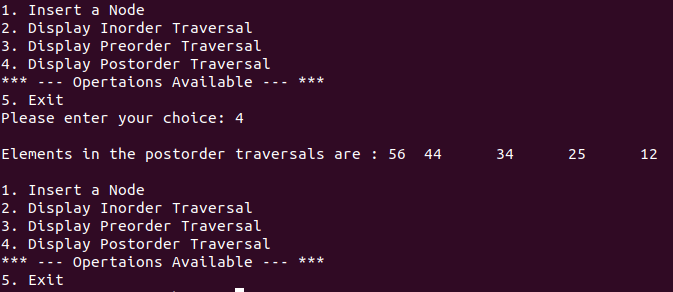 1. Insert a Node
2. Display Inorder Traversal
3. Display Preorder Traversal
4. Display Postorder Traversal
*** --- Opertaions Available --- ***
5. Exit
Please enter your choice: 4
Elements in the postorder traversals are : 56 44 34 25 12
1. Insert a Node
2. Display Inorder Traversal
3. Display Preorder Traversal
4. Display Postorder Traversal
*** --- Opertaions Available --- ***
5. Exit